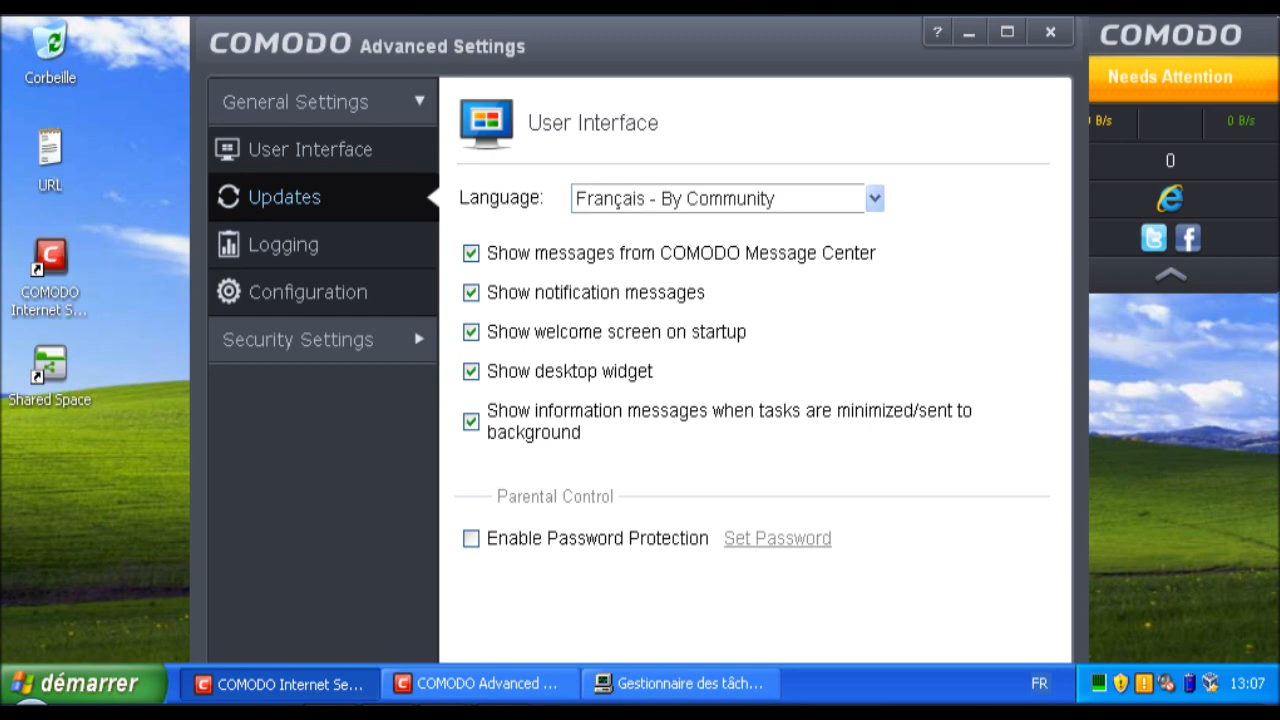 Corbeille
URL
COMODO
Internet S...
Shared Space
COMODO Advanced Settings
?
General Settings
User Interface
Updates
Logging
Configuration
Security Settings
User Interface
Language: Français - By Community
Show messages from COMODO Message Center
Show notification messages
Show welcome screen on startup
Show desktop widget
Show information messages when tasks are minimized/sent to
background
Parental Control
Enable Password Protection Set Password
COMODO
Needs Attention
B/s 0 B/s
0
démarrer
COMODO Internet Se...
COMODO Advanced ...
Gestionnaire des tâch...
FR
13:07